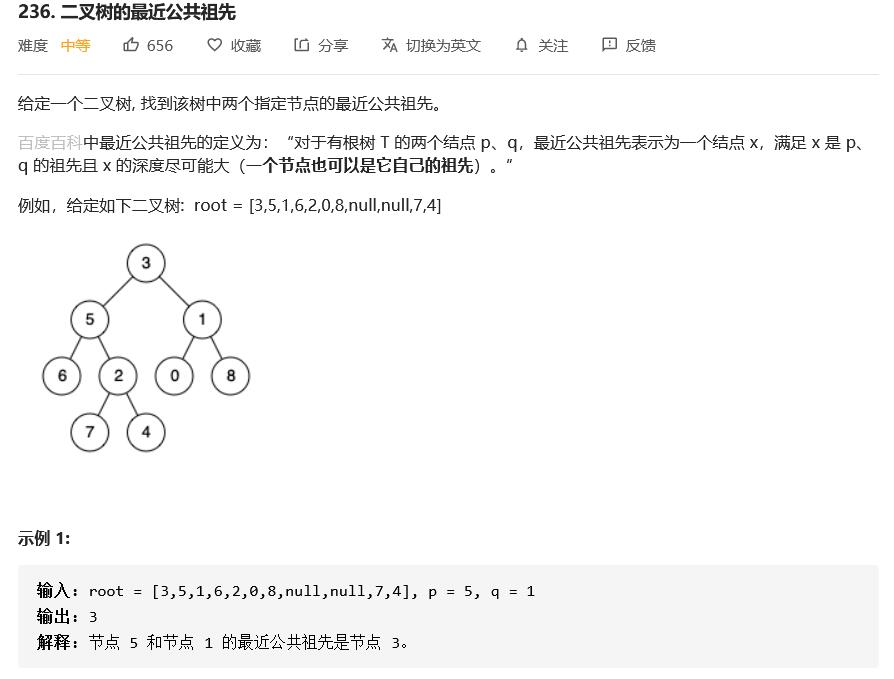 236. 二叉树的最近公共祖先
难度 中等 656 收藏 分享 切换为英文 关注 反馈
给定一个二叉树, 找到该树中两个指定节点的最近公共祖先。
百度百科中最近公共祖先的定义为：“对于有根树 T 的两个结点 p、q，最近公共祖先表示为一个结点 x，满足 x 是 p、
q 的祖先且 x 的深度尽可能大（一个节点也可以是它自己的祖先）。”
例如，给定如下二叉树: root = [3,5,1,6,2,0,8,null,null,7,4]
3
5 1
6 2 0 8
7 4
示例 1:
输入: root = [3,5,1,6,2,0,8,null,null,7,4], p = 5, q = 1
输出: 3
解释: 节点 5 和节点 1 的最近公共祖先是节点 3。